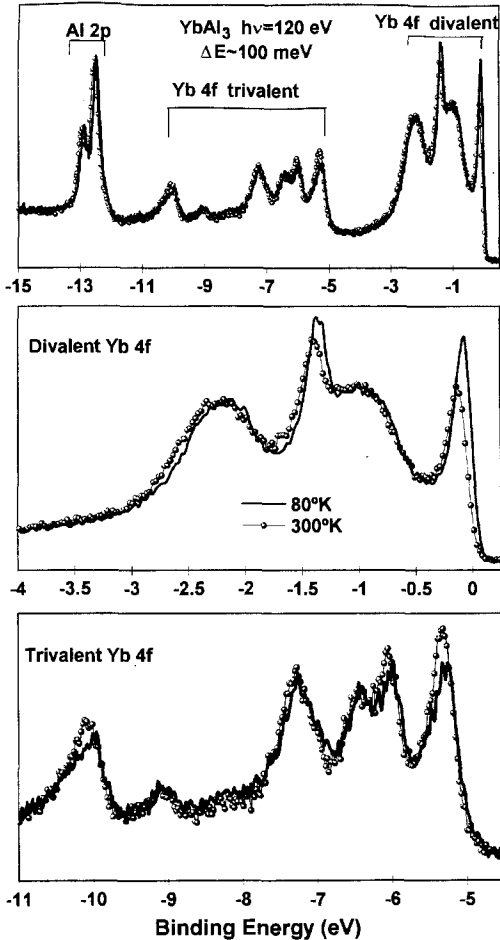 Al 2p
YbAl3 hν=120 eV
ΔE~100 meV
Yb 4f divalent
Yb 4f trivalent
-15 -13 -11 -9 -7 -5 -3 -1
Divalent Yb 4f
80ºK
300ºK
-4 -3.5 -3 -2.5 -2 -1.5 -1 -0.5 0
Trivalent Yb 4f
-11 -10 -9 -8 -7 -6 -5
Binding Energy (eV)